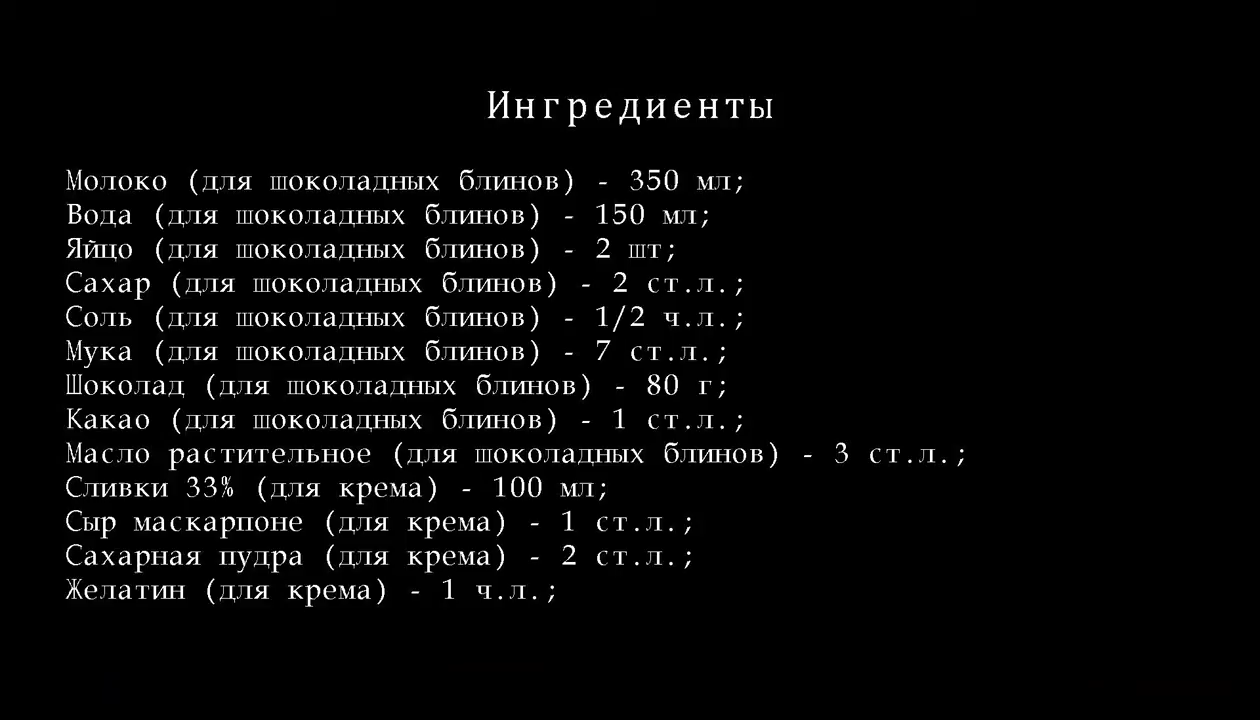 Ингредиенты
Молоко (для шоколадных блинов) - 350 мл;
Вода (для шоколадных блинов) - 150 мл;
Яйцо (для шоколадных блинов) - 2 шт;
Сахар (для шоколадных блинов) - 2 ст.л.;
Соль (для шоколадных блинов) - 1/2 ч.л.;
Мука (для шоколадных блинов) - 7 ст.л.;
Шоколад (для шоколадных блинов) - 80 г;
Какао (для шоколадных блинов) - 1 ст.л.;
Масло растительное (для шоколадных блинов) - 3 ст.л.;
Сливки 33% (для крема) - 100 мл;
Сыр маскарпоне (для крема) - 1 ст.л.;
Сахарная пудра (для крема) - 2 ст.л.;
Желатин (для крема) - 1 ч.л.;